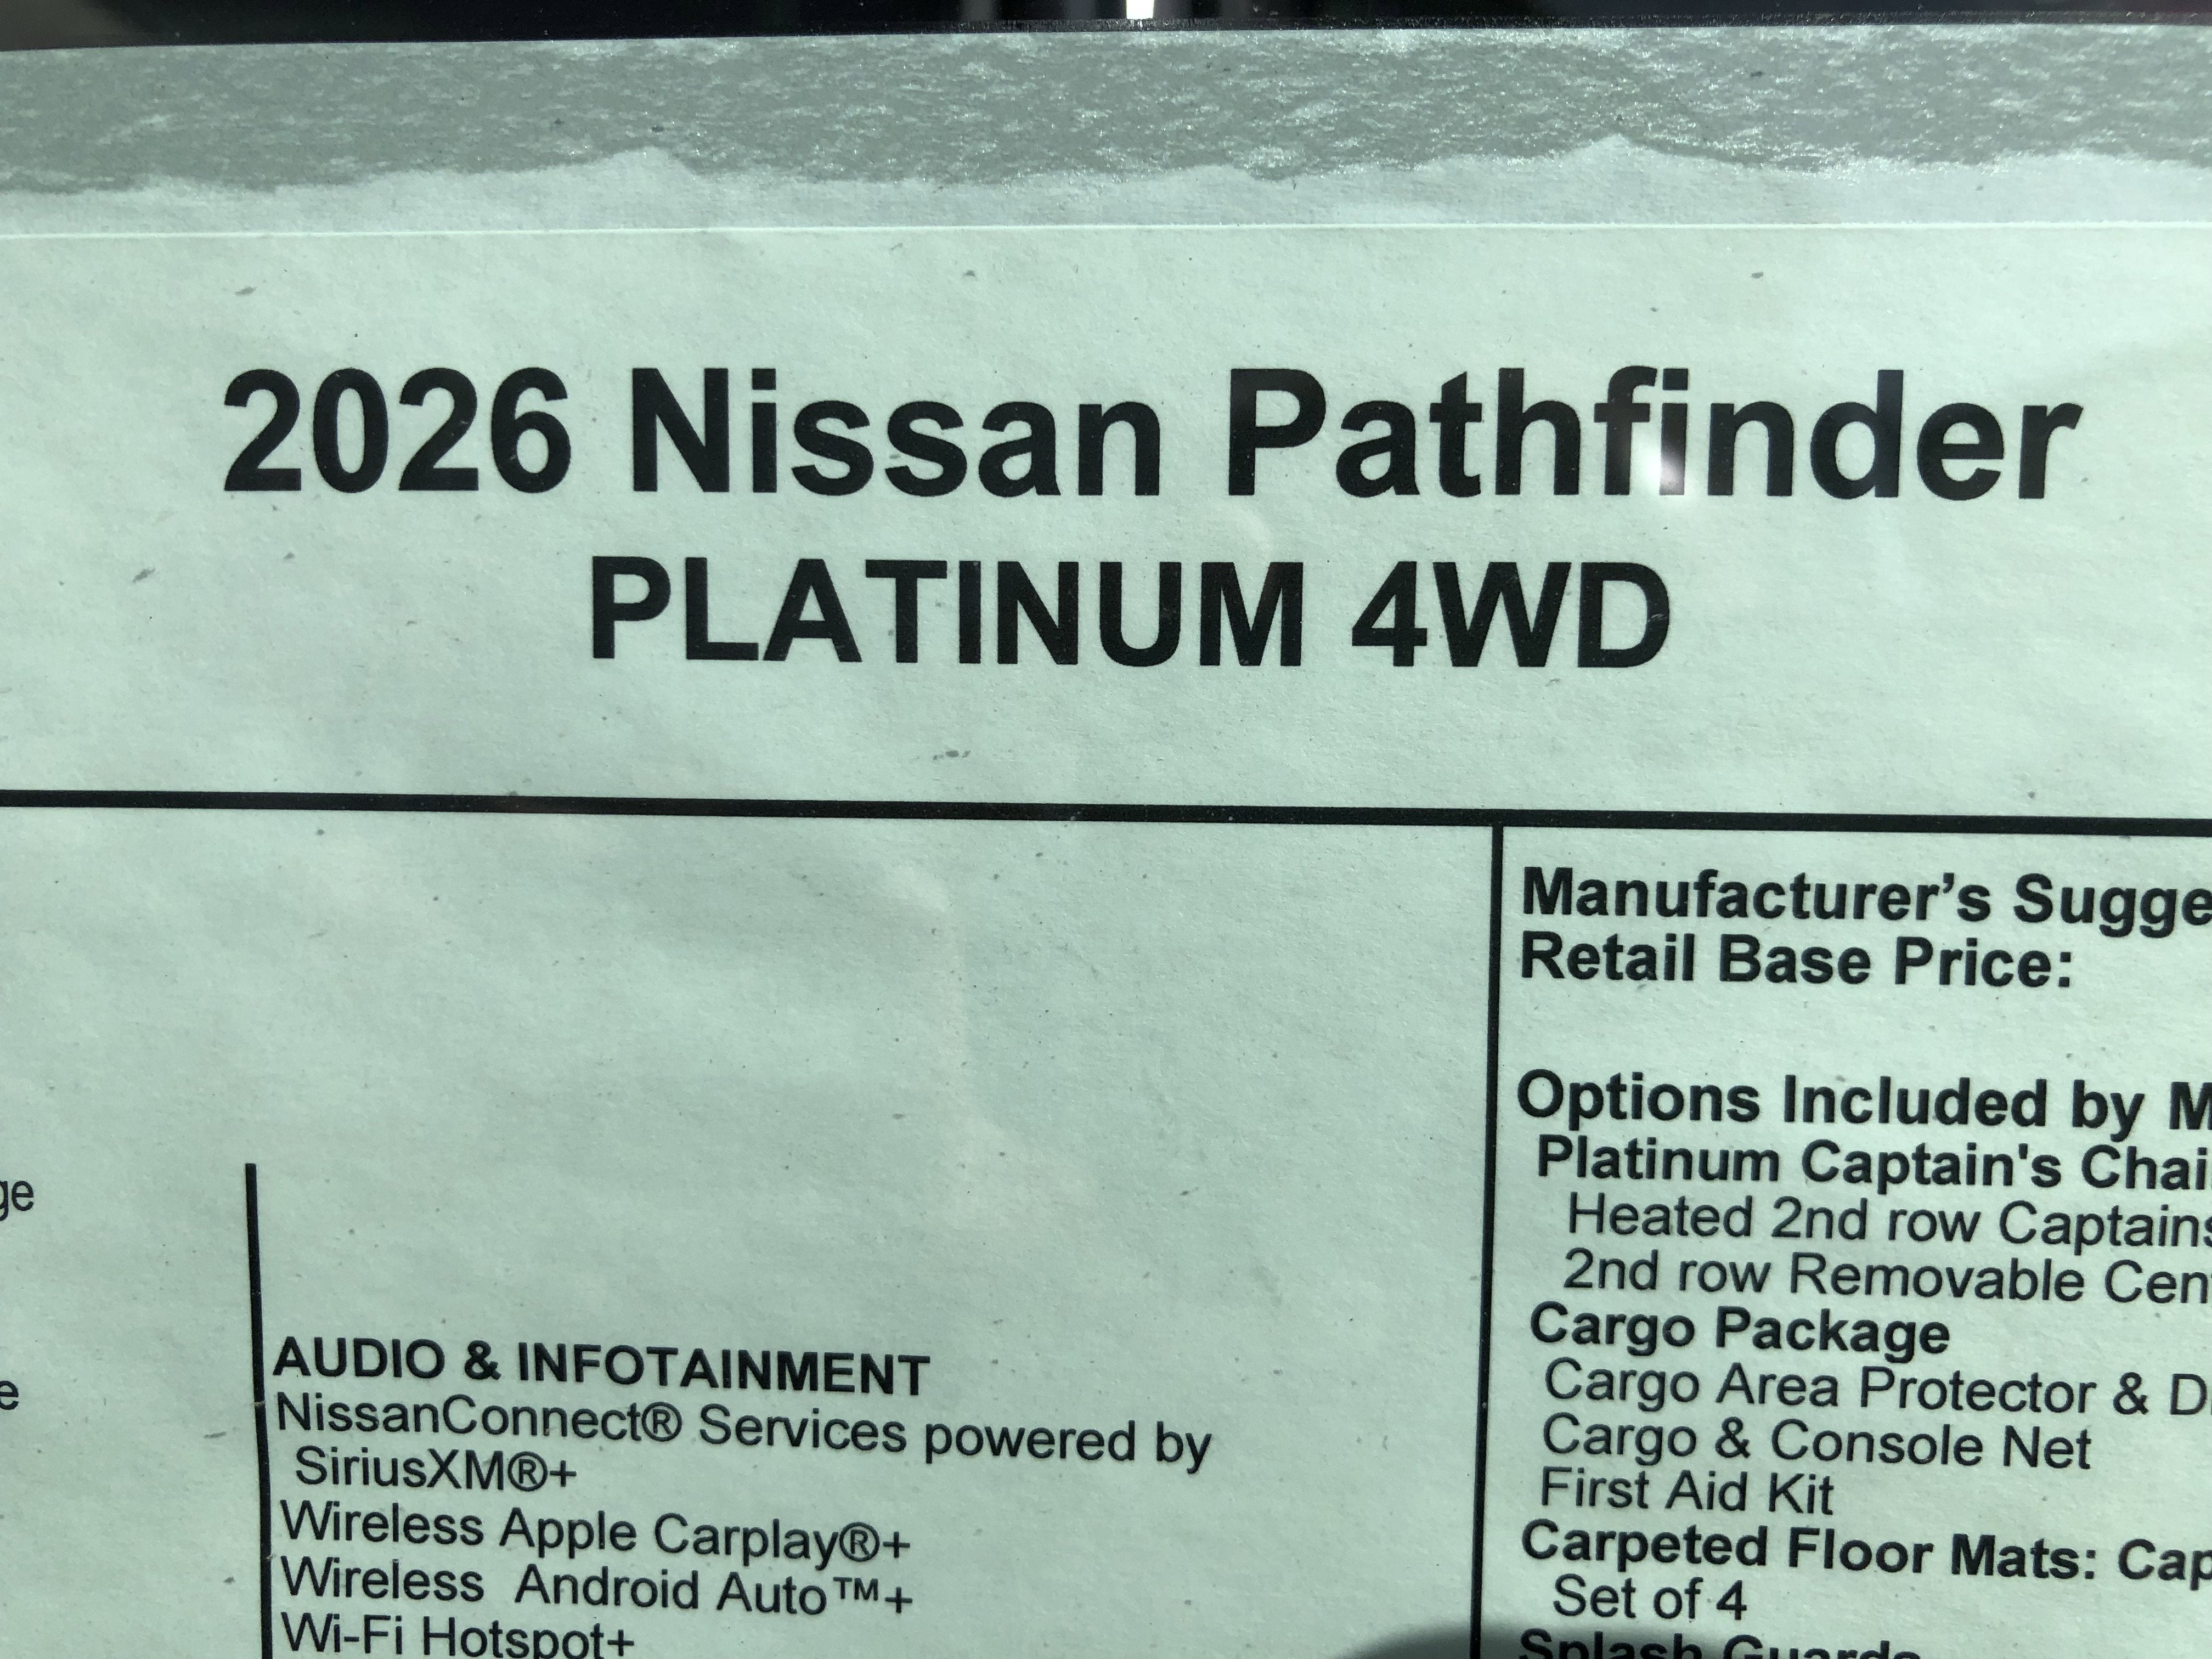 2026 Nissan Pathfinder
PLATINUM 4WD
ge
e
AUDIO & INFOTAINMENT
NissanConnect® Services powered by
SiriusXM®+
Wireless Apple Carplay®+
Wireless Android Auto™+
Wi-Fi Hotspot+
Manufacturer's Sugge
Retail Base Price:
Options Included by M
Platinum Captain's Chai
Heated 2nd row Captains
2nd row Removable Cen
Cargo Package
Cargo Area Protector & D
Cargo & Console Net
First Aid Kit
Carpeted Floor Mats: Cap
Set of 4
Splash Guards